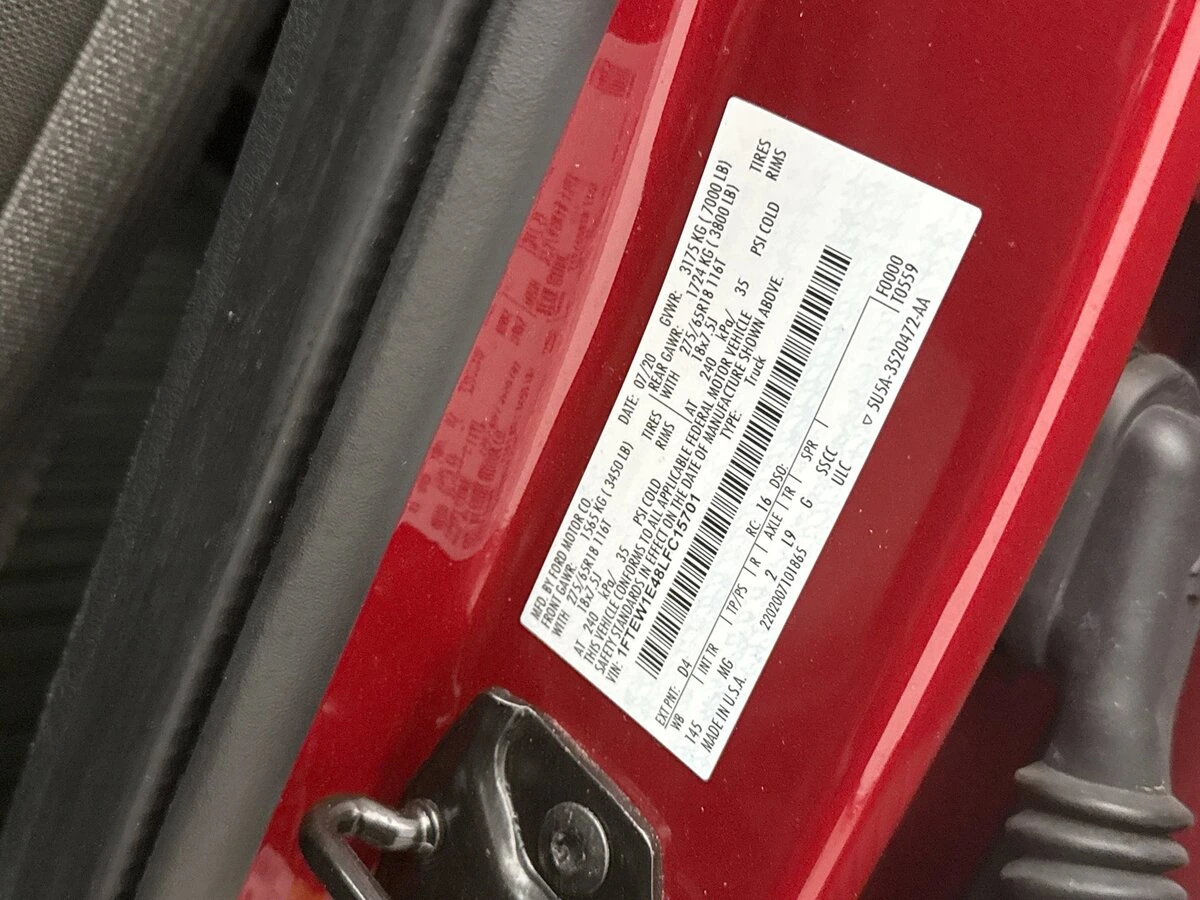 MFD. BY FORD MOTOR CO. DATE: 07/20 GVWR: 3175 KG ( 7000 LB)
FRONT GAWR: 1565 KG ( 3450 LB) REAR GAWR: 1724 KG ( 3800 LB)
WITH 275/65R18 116T TIRES WITH 275/65R18 116T TIRES
18x7.5J RIMS 18x7.5J RIMS
AT 240 kPa/ 35 PSI COLD AT 240 kPa/ 35 PSI COLD
THIS VEHICLE CONFORMS TO ALL APPLICABLE FEDERAL MOTOR VEHICLE
SAFETY STANDARDS IN EFFECT ON THE DATE OF MANUFACTURE SHOWN ABOVE.
VIN: 1FTEW1E48LFC15701 TYPE: Truck
EXT PNT: D4 RC: 16 DSO: F0000
WB INT TR TP/PS R AXLE TR SPR T0559
145 MG 2 L9 G SSCC
MADE IN U.S.A. 2202007101865 ULC 5U5A-3520472-AA